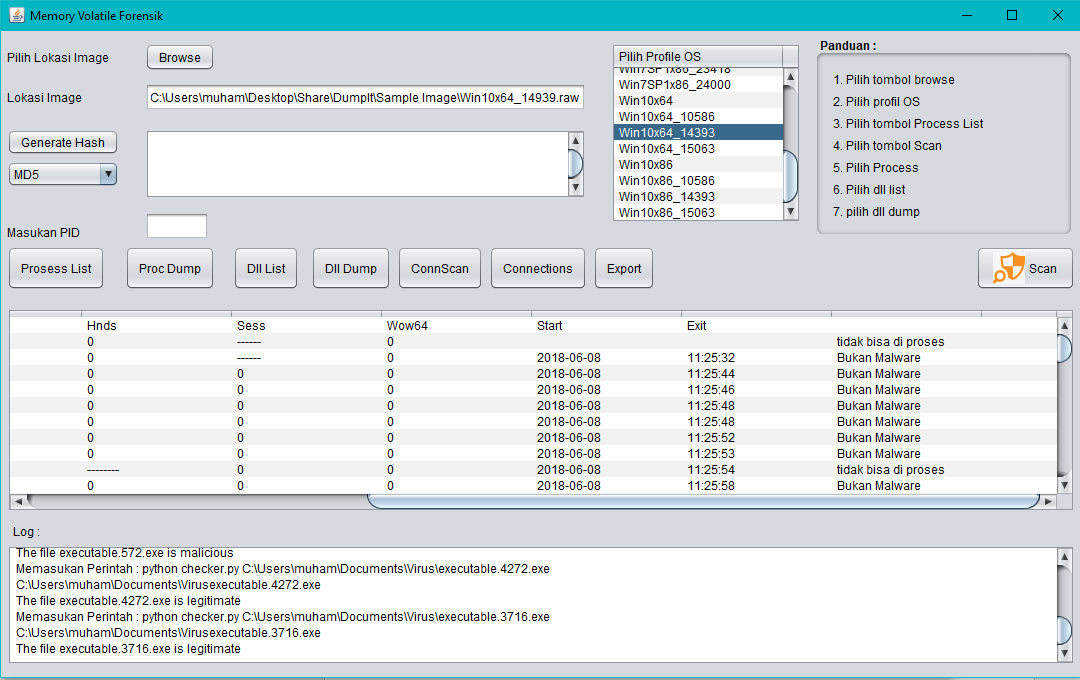 Memory Volatile Forensik
Pilih Lokasi Image
Browse
Lokasi Image
C:\Users\muham\Desktop\Share\DumpIt\Sample Image\Win10x64_14939.raw
Generate Hash
MD5
Masukan PID
Pilih Profile OS
Win7SP1x86_23418
Win7SP1x86_24000
Win10x64
Win10x64_10586
Win10x64_14393
Win10x64_15063
Win10x86
Win10x86_10586
Win10x86_14393
Win10x86_15063
Panduan :
1. Pilih tombol browse
2. Pilih profil OS
3. Pilih tombol Process List
4. Pilih tombol Scan
5. Pilih Process
6. Pilih dll list
7. pilih dll dump
Prosess List
Proc Dump
Dll List
Dll Dump
ConnScan
Connections
Export
Scan
Hnds Sess Wow64 Start Exit
0 ------ 0 tidak bisa di proses
0 ------ 0 2018-06-08 11:25:32 Bukan Malware
0 0 0 2018-06-08 11:25:44 Bukan Malware
0 0 0 2018-06-08 11:25:46 Bukan Malware
0 0 0 2018-06-08 11:25:48 Bukan Malware
0 0 0 2018-06-08 11:25:48 Bukan Malware
0 0 0 2018-06-08 11:25:52 Bukan Malware
0 0 0 2018-06-08 11:25:53 Bukan Malware
-------- 0 0 2018-06-08 11:25:54 tidak bisa di proses
0 0 0 2018-06-08 11:25:58 Bukan Malware
Log :
The file executable.572.exe is malicious
Memasukan Perintah : python checker.py C:\Users\muham\Documents\Virus\executable.4272.exe
C:\Users\muham\Documents\Virusexecutable.4272.exe
The file executable.4272.exe is legitimate
Memasukan Perintah : python checker.py C:\Users\muham\Documents\Virus\executable.3716.exe
C:\Users\muham\Documents\Virusexecutable.3716.exe
The file executable.3716.exe is legitimate